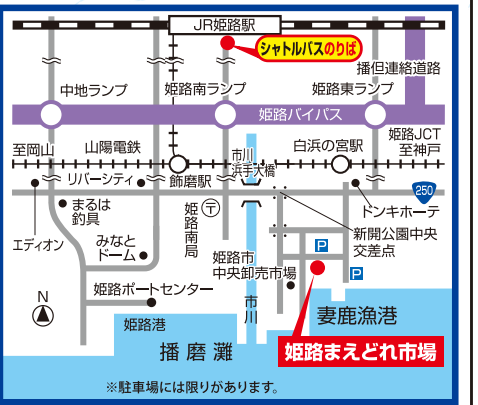 JR姫路駅
シャトルバスのりば
播但連絡道路
中地ランプ
姫路南ランプ
姫路東ランプ
姫路バイパス
姫路JCT
至神戸
至岡山
山陽電鉄
市川
浜手大橋
白浜の宮駅
リバーシティ
飾磨駅
250
まるは
釣具
姫路南局
〒
ドンキホーテ
エディオン
みなと
ドーム
新開公園中央
交差点
P
姫路市
中央卸売市場
P
N
姫路ポートセンター
市川
妻鹿漁港
姫路港
播磨灘
姫路まえどれ市場
※駐車場には限りがあります。